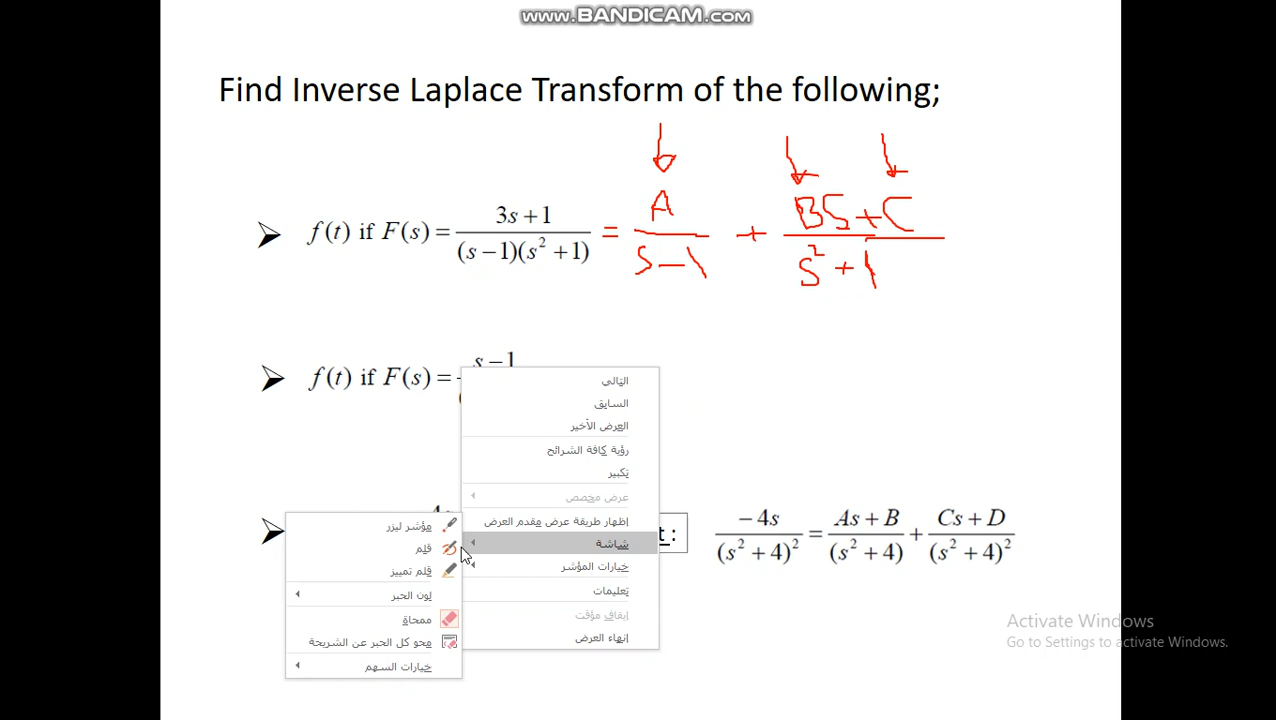 WWW.BANDICAM.COM
Find Inverse Laplace Transform of the following;
➢ f(t) if F(s) = (3s + 1) / ((s − 1)(s² + 1)) = A / (S − 1) + (BS + C) / (S² + 1)
➢ f(t) if F(s) = s − 1
التالي
السابق
العرض الأخير
رؤية كافة الشرائح
تكبير
عرض مخصص
إظهار طريقة عرض مقدم العرض
شاشة
خيارات المؤشر
تعليمات
إيقاف مؤقت
إنهاء العرض
مؤشر ليزر
قلم
قلم تمييز
لون الحبر
ممحاة
محو كل الحبر عن الشريحة
خيارات السهم
➢ t: − 4s / (s² + 4)² = (As + B) / (s² + 4) + (Cs + D) / (s² + 4)²
Activate Windows
Go to Settings to activate Windows.